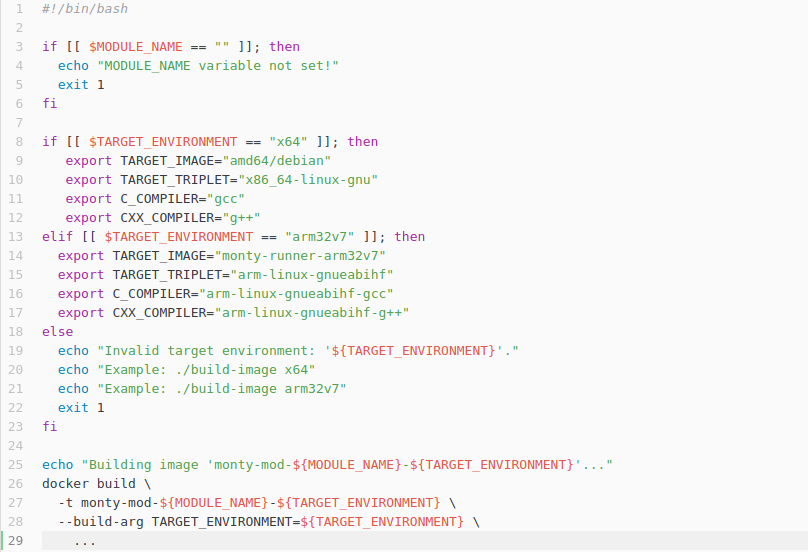 1 #!/bin/bash
2
3 if [[ $MODULE_NAME == "" ]]; then
4   echo "MODULE_NAME variable not set!"
5   exit 1
6 fi
7
8 if [[ $TARGET_ENVIRONMENT == "x64" ]]; then
9    export TARGET_IMAGE="amd64/debian"
10    export TARGET_TRIPLET="x86_64-linux-gnu"
11    export C_COMPILER="gcc"
12    export CXX_COMPILER="g++"
13 elif [[ $TARGET_ENVIRONMENT == "arm32v7" ]]; then
14   export TARGET_IMAGE="monty-runner-arm32v7"
15   export TARGET_TRIPLET="arm-linux-gnueabihf"
16   export C_COMPILER="arm-linux-gnueabihf-gcc"
17   export CXX_COMPILER="arm-linux-gnueabihf-g++"
18 else
19   echo "Invalid target environment: '${TARGET_ENVIRONMENT}'."
20   echo "Example: ./build-image x64"
21   echo "Example: ./build-image arm32v7"
22   exit 1
23 fi
24
25 echo "Building image 'monty-mod-${MODULE_NAME}-${TARGET_ENVIRONMENT}'..."
26 docker build \
27   -t monty-mod-${MODULE_NAME}-${TARGET_ENVIRONMENT} \
28   --build-arg TARGET_ENVIRONMENT=${TARGET_ENVIRONMENT} \
29     ...